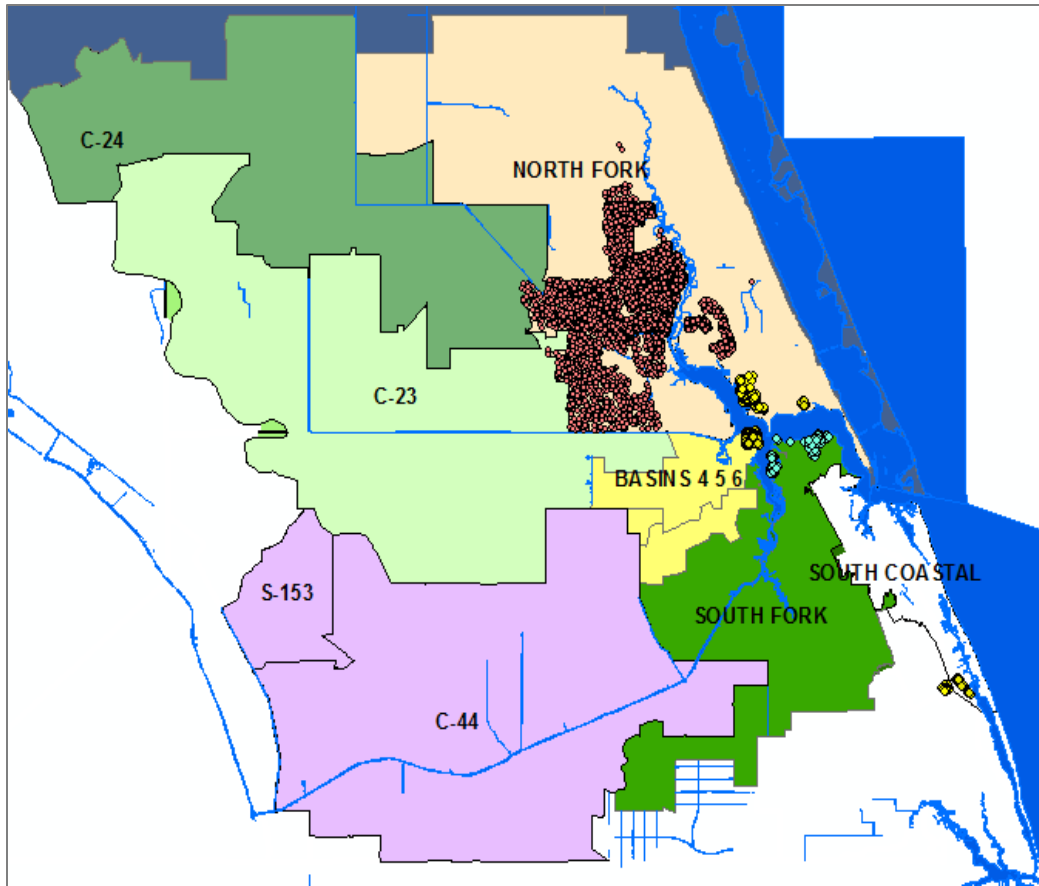 C-24
NORTH FORK
C-23
BASINS 4 5 6
S-153
SOUTH COASTAL
SOUTH FORK
C-44